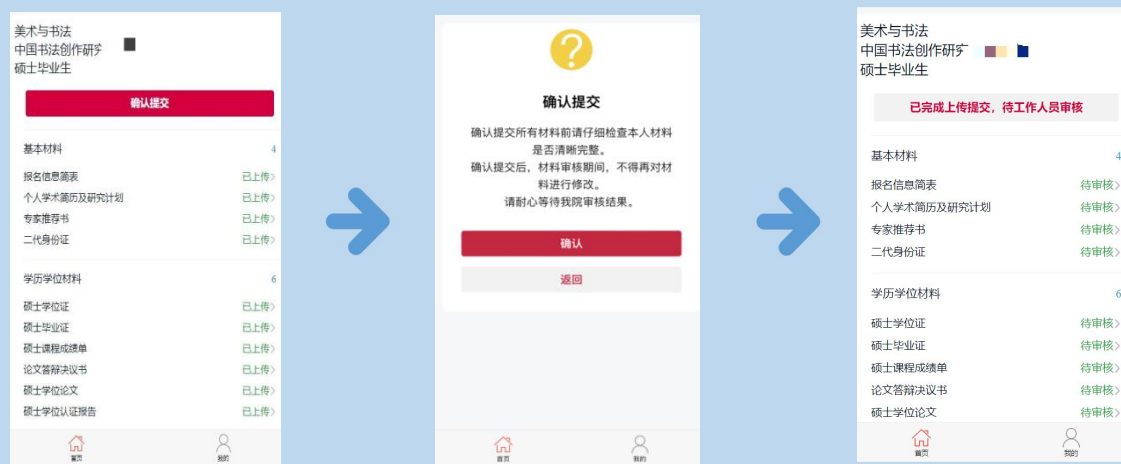 美术与书法
中国书法创作研究
硕士毕业生
确认提交
基本材料 4
报名信息简表 已上传>
个人学术简历及研究计划 已上传>
专家推荐书 已上传>
二代身份证 已上传>
学历学位材料 6
硕士学位证 已上传>
硕士毕业证 已上传>
硕士课程成绩单 已上传>
论文答辩决议书 已上传>
硕士学位论文 已上传>
硕士学位认证报告 已上传>
首页 我的
确认提交
确认提交所有材料前请仔细检查本人材料
是否清晰完整。
确认提交后，材料审核期间，不得再对材
料进行修改。
请耐心等待我院审核结果。
确认
返回
首页 我的
美术与书法
中国书法创作研究
硕士毕业生
已完成上传提交，待工作人员审核
基本材料 4
报名信息简表 待审核>
个人学术简历及研究计划 待审核>
专家推荐书 待审核>
二代身份证 待审核>
学历学位材料 6
硕士学位证 待审核>
硕士毕业证 待审核>
硕士课程成绩单 待审核>
论文答辩决议书 待审核>
硕士学位论文 待审核>
首页 我的